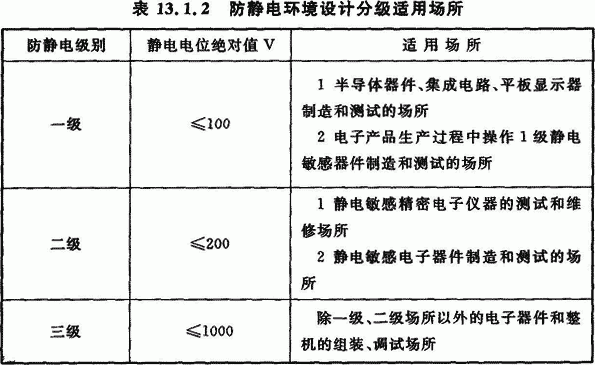 表 13.1.2 防静电环境设计分级适用场所
防静电级别 静电电位绝对值 V 适用场所
一级 ≤100
1 半导体器件、集成电路、平板显示器
制造和测试的场所
2 电子产品生产过程中操作1级静电
敏感器件制造和测试的场所
二级 ≤200
1 静电敏感精密电子仪器的测试和维
修场所
2 静电敏感电子器件制造和测试的场
所
三级 ≤1000
除一级、二级场所以外的电子器件和整
机的组装、调试场所